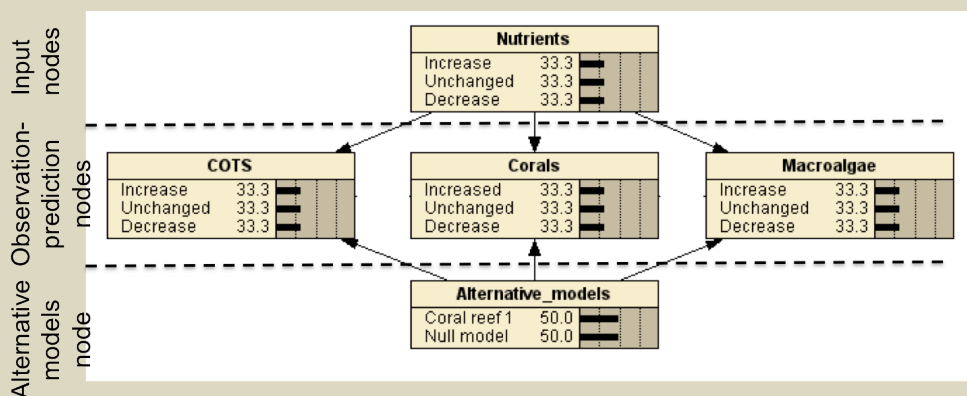 Input
nodes
Nutrients
Increase 33.3
Unchanged 33.3
Decrease 33.3
Observation-
prediction
nodes
COTS
Increase 33.3
Unchanged 33.3
Decrease 33.3
Corals
Increased 33.3
Unchanged 33.3
Decrease 33.3
Macroalgae
Increase 33.3
Unchanged 33.3
Decrease 33.3
Alternative
models
node
Alternative_models
Coral reef 1 50.0
Null model 50.0